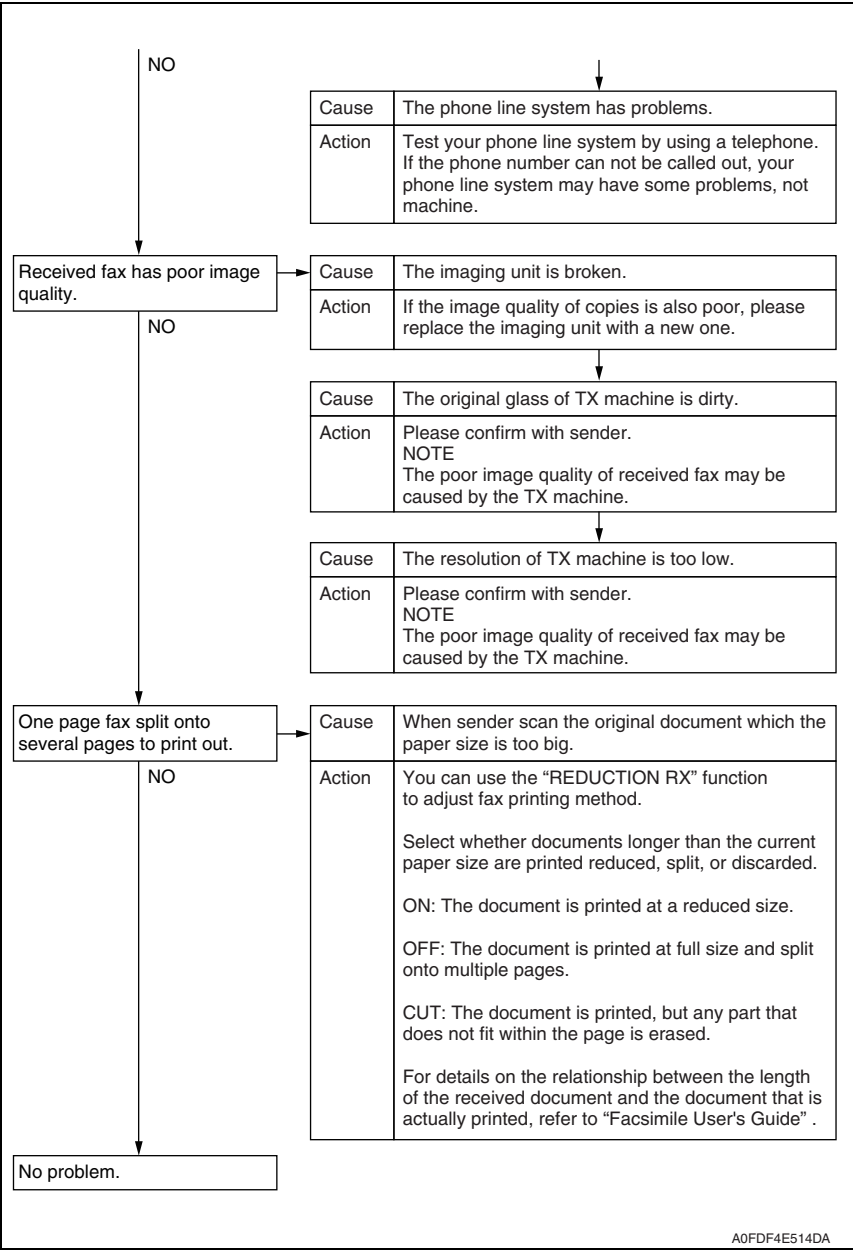 NO
Cause The phone line system has problems.
Action Test your phone line system by using a telephone.
If the phone number can not be called out, your
phone line system may have some problems, not
machine.
Received fax has poor image
quality.
Cause The imaging unit is broken.
Action If the image quality of copies is also poor, please
replace the imaging unit with a new one.
NO
Cause The original glass of TX machine is dirty.
Action Please confirm with sender.
NOTE
The poor image quality of received fax may be
caused by the TX machine.
Cause The resolution of TX machine is too low.
Action Please confirm with sender.
NOTE
The poor image quality of received fax may be
caused by the TX machine.
One page fax split onto
several pages to print out.
Cause When sender scan the original document which the
paper size is too big.
NO
Action You can use the “REDUCTION RX” function
to adjust fax printing method.
Select whether documents longer than the current
paper size are printed reduced, split, or discarded.
ON: The document is printed at a reduced size.
OFF: The document is printed at full size and split
onto multiple pages.
CUT: The document is printed, but any part that
does not fit within the page is erased.
For details on the relationship between the length
of the received document and the document that is
actually printed, refer to “Facsimile User's Guide” .
No problem.
A0FDF4E514DA